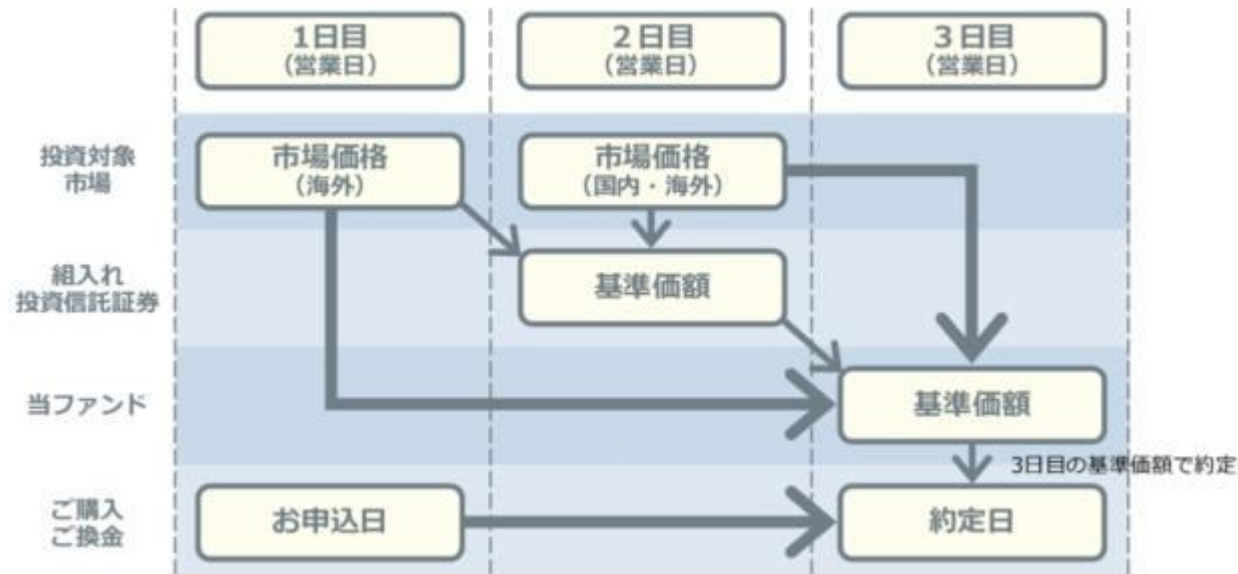 1日目
（営業日）
2日目
（営業日）
3日目
（営業日）
投資対象
市場
市場価格
（海外）
市場価格
（国内・海外）
組入れ
投資信託証券
基準価額
当ファンド
基準価額
3日目の基準価額で約定
ご購入
ご換金
お申込日
約定日